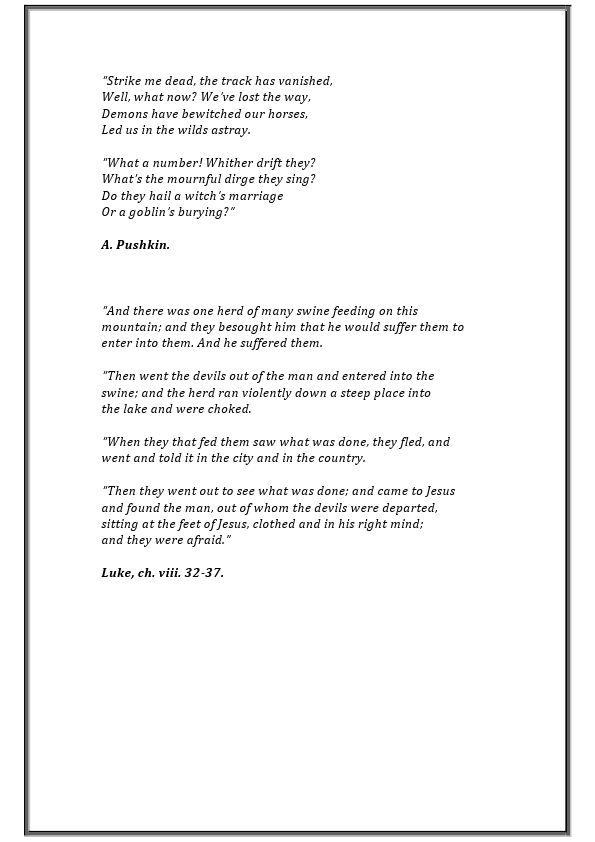 "Strike me dead, the track has vanished,
Well, what now? We've lost the way,
Demons have bewitched our horses,
Led us in the wilds astray.
"What a number! Whither drift they?
What's the mournful dirge they sing?
Do they hail a witch's marriage
Or a goblin's burying?"
A. Pushkin.
"And there was one herd of many swine feeding on this
mountain; and they besought him that he would suffer them to
enter into them. And he suffered them.
"Then went the devils out of the man and entered into the
swine; and the herd ran violently down a steep place into
the lake and were choked.
"When they that fed them saw what was done, they fled, and
went and told it in the city and in the country.
"Then they went out to see what was done; and came to Jesus
and found the man, out of whom the devils were departed,
sitting at the feet of Jesus, clothed and in his right mind;
and they were afraid."
Luke, ch. viii. 32-37.